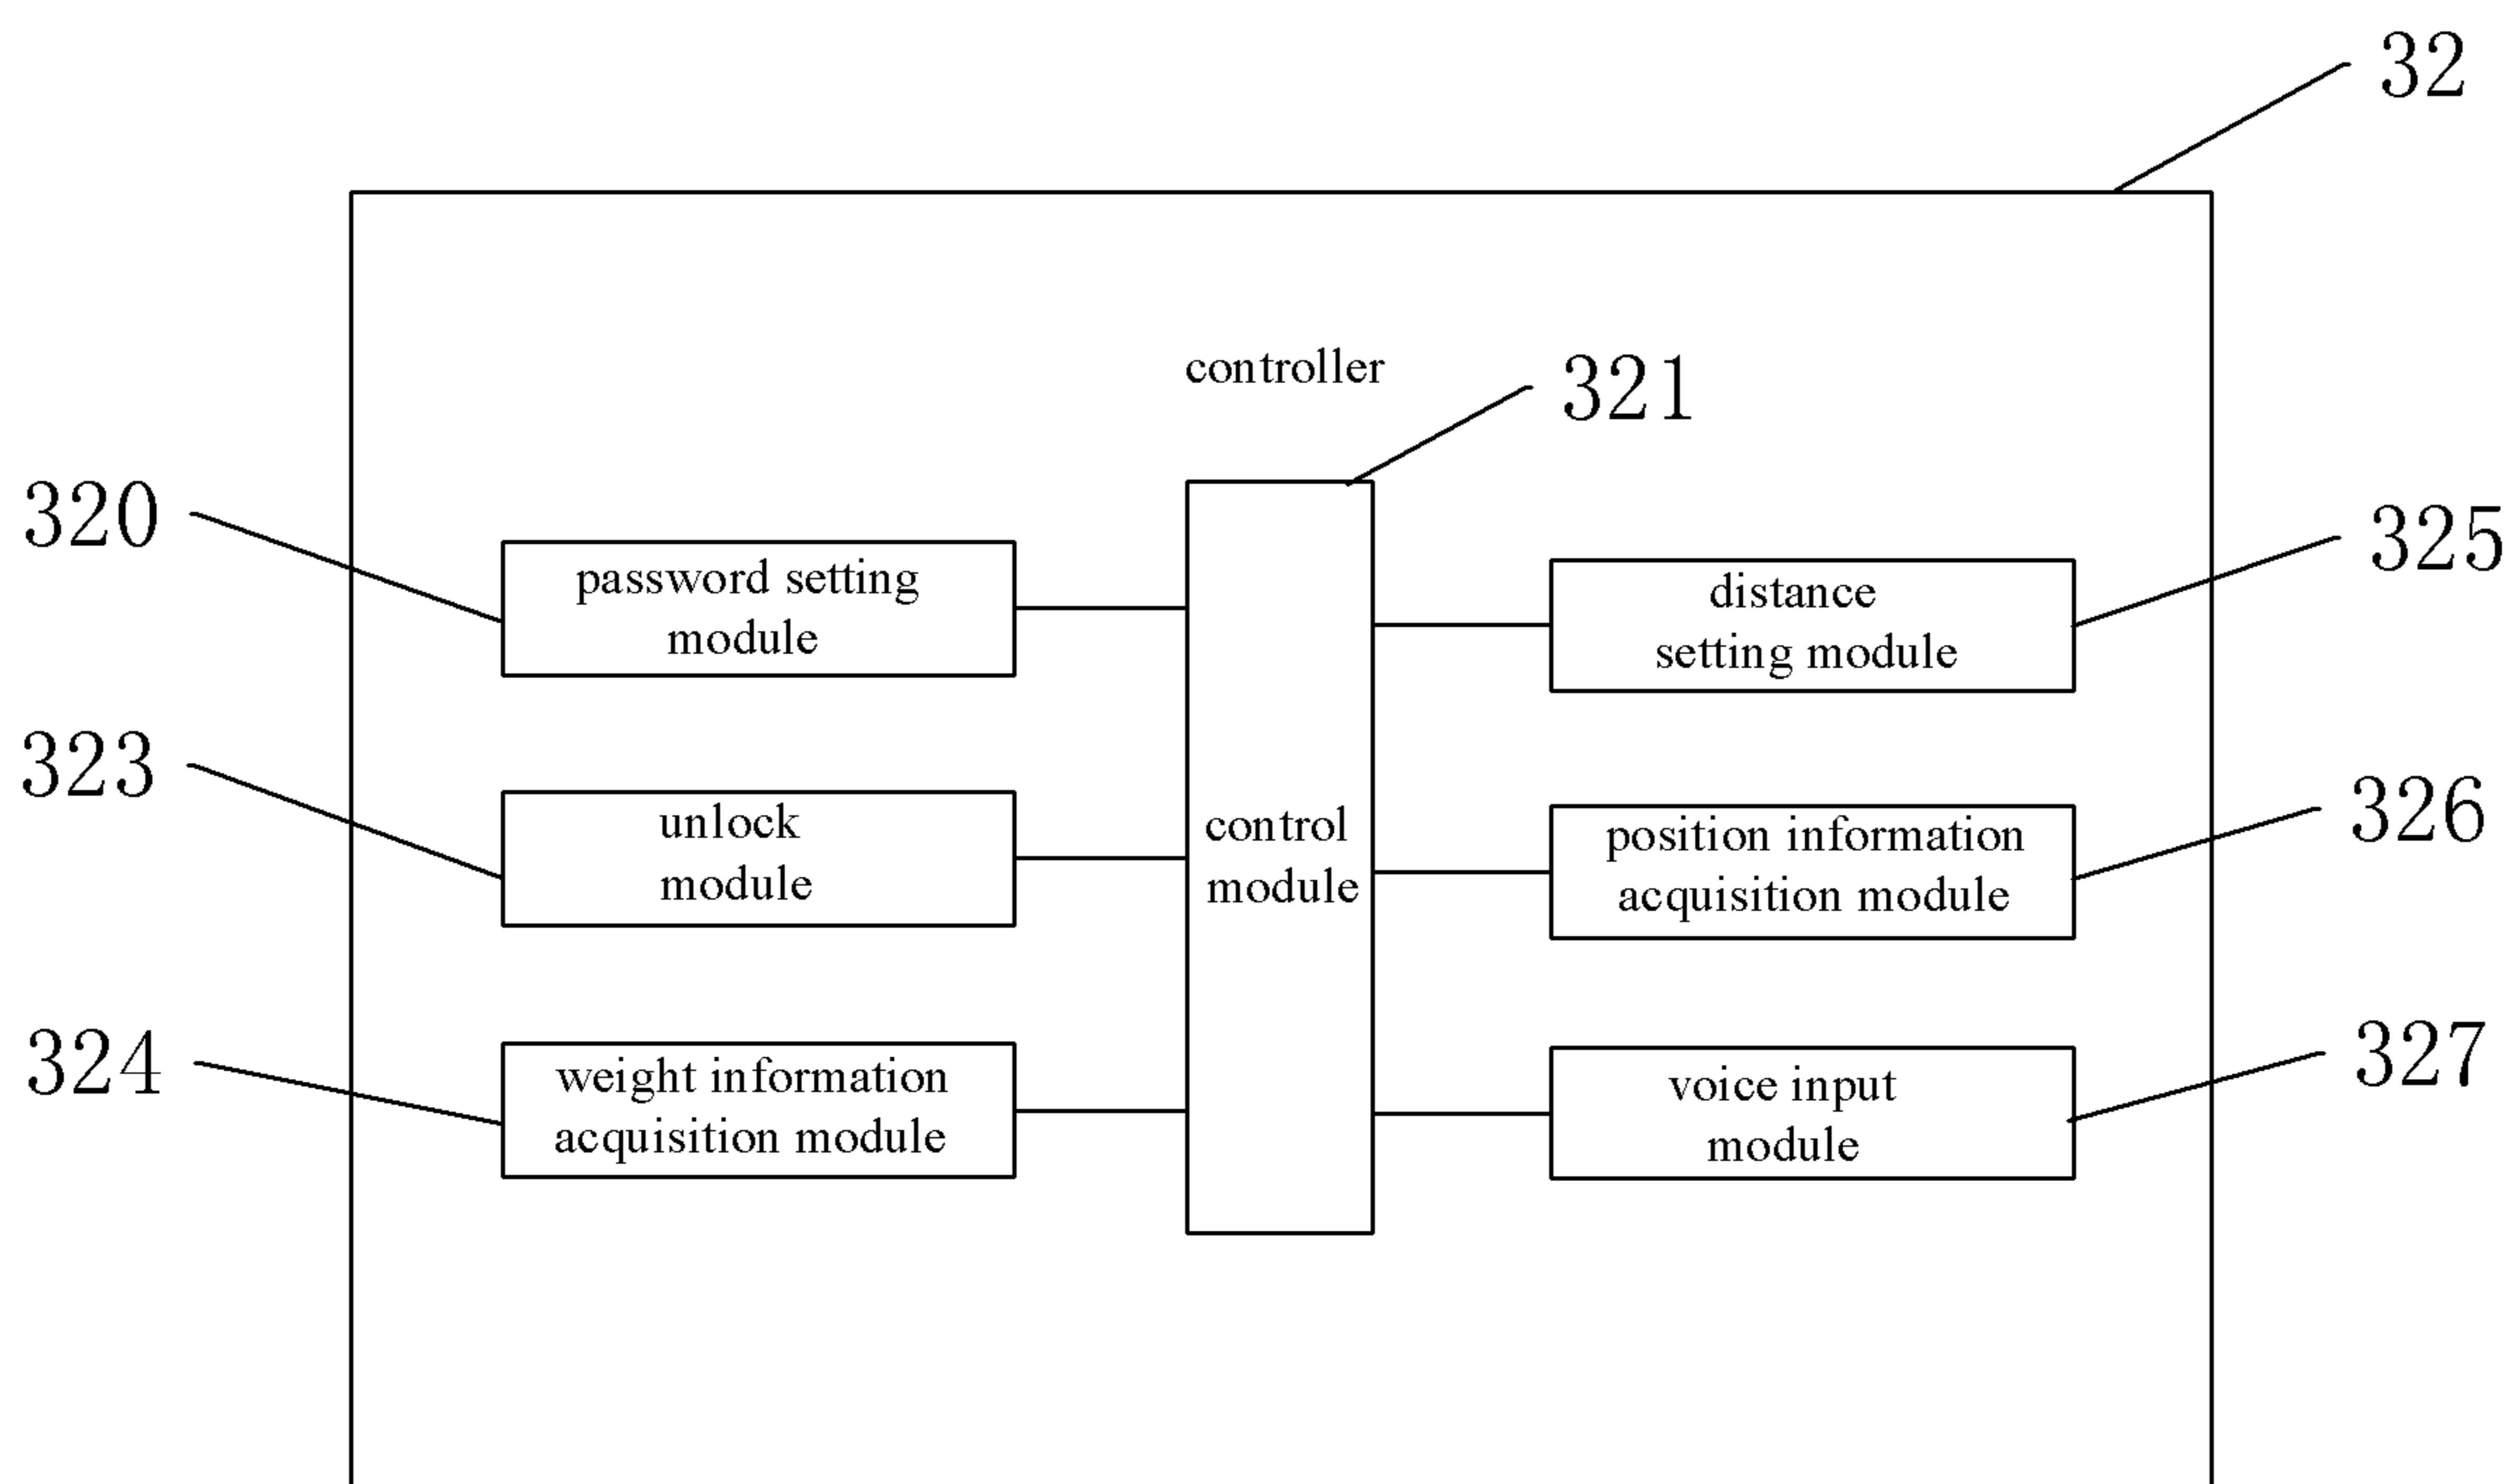 32
controller
321
320
password setting
module
325
distance
setting module
323
unlock
module
control
module
326
position information
acquisition module
324
weight information
acquisition module
327
voice input
module